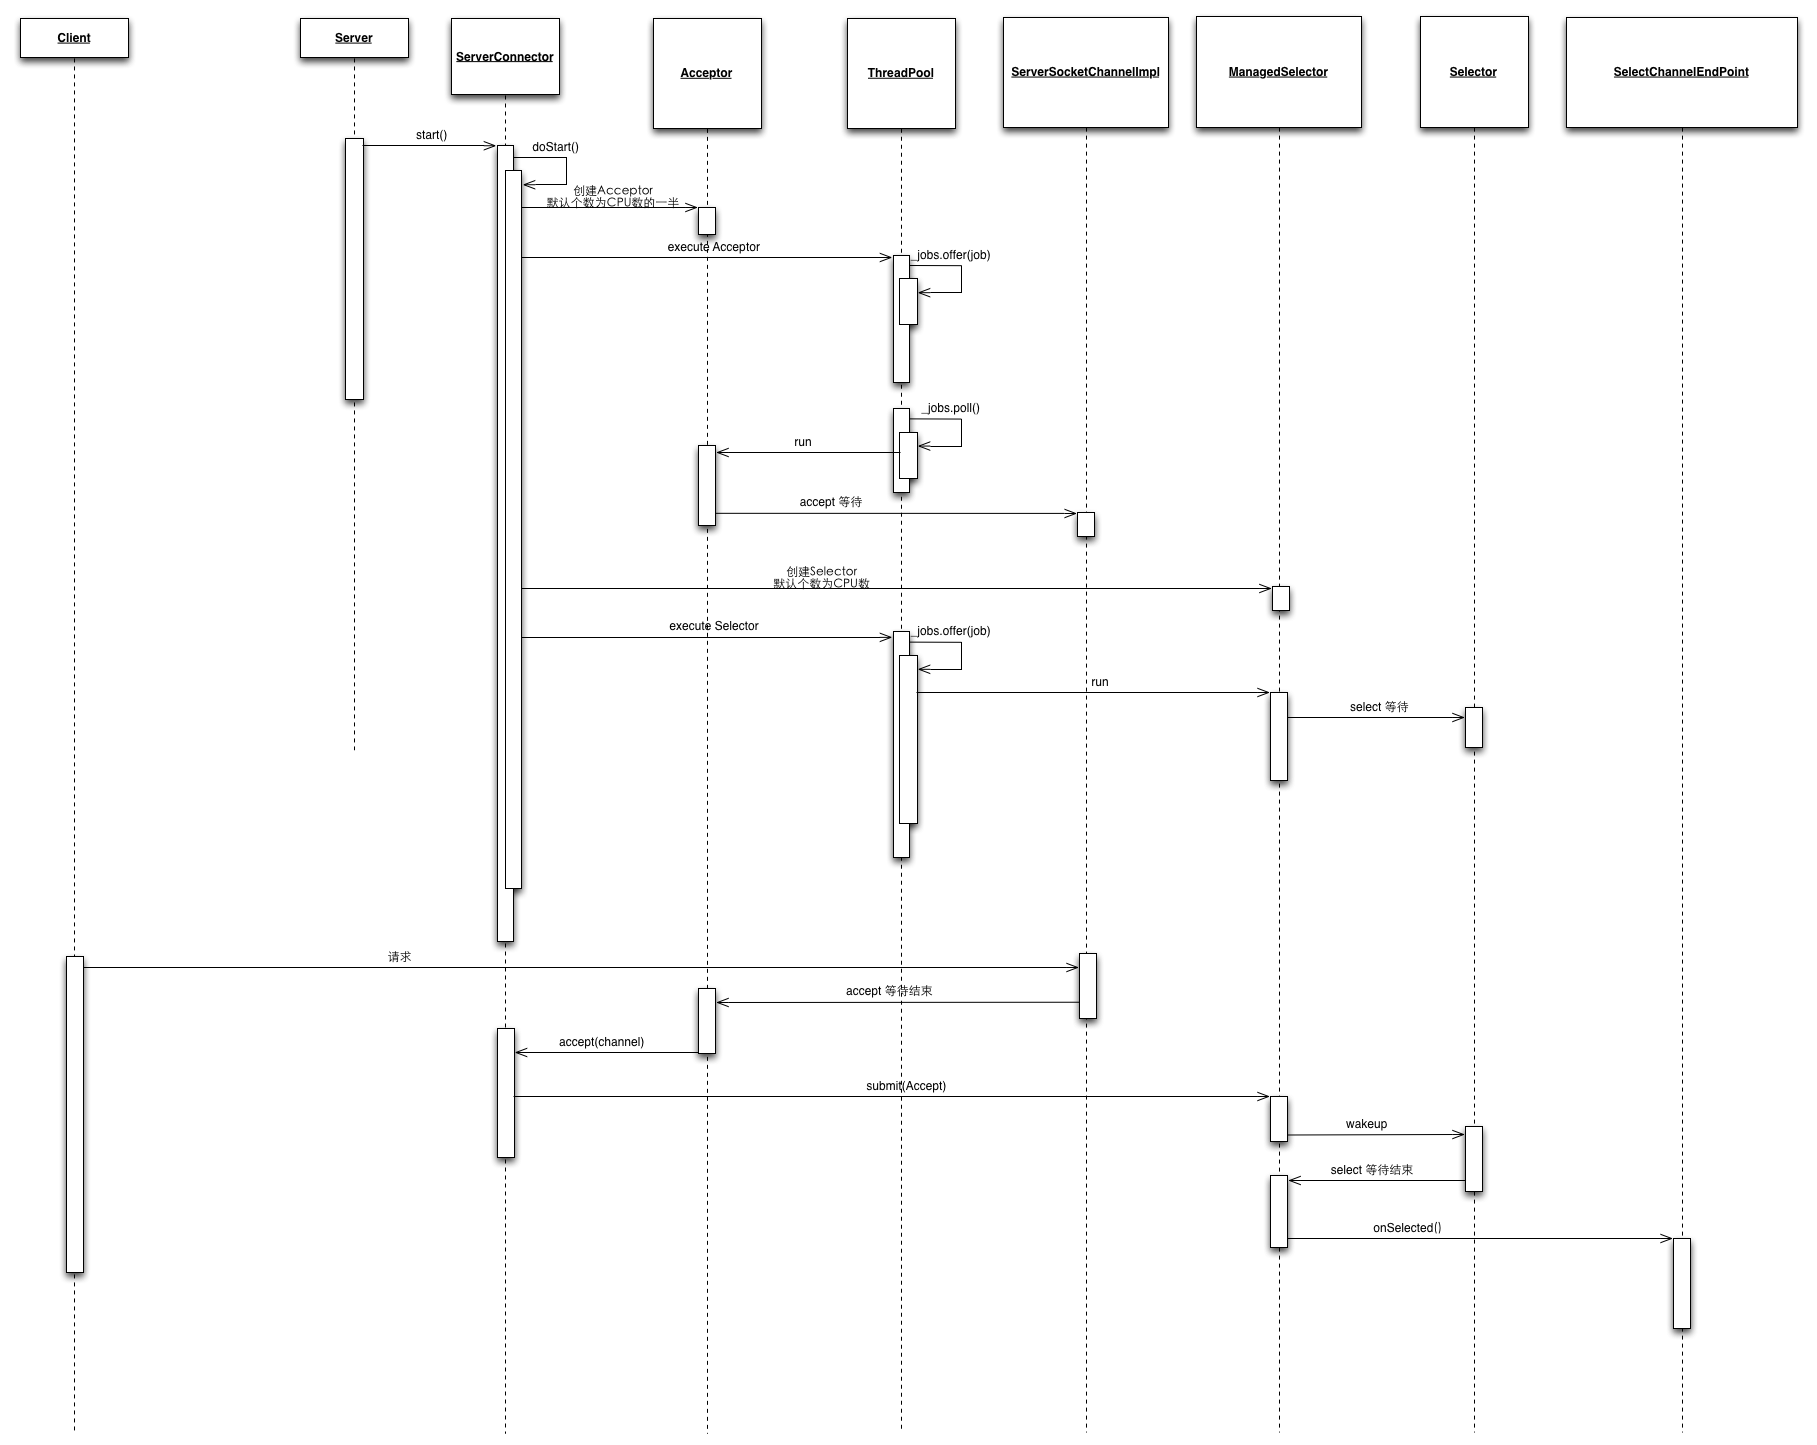 Client
Server
ServerConnector
Acceptor
ThreadPool
ServerSocketChannelImpl
ManagedSelector
Selector
SelectChannelEndPoint
start()
doStart()
创建Acceptor
默认个数为CPU数的一半
execute Acceptor
_jobs.offer(job)
_jobs.poll()
run
accept 等待
创建Selector
默认个数为CPU数
execute Selector
_jobs.offer(job)
run
select 等待
请求
accept 等待结束
accept(channel)
submit(Accept)
wakeup
select 等待结束
onSelected()